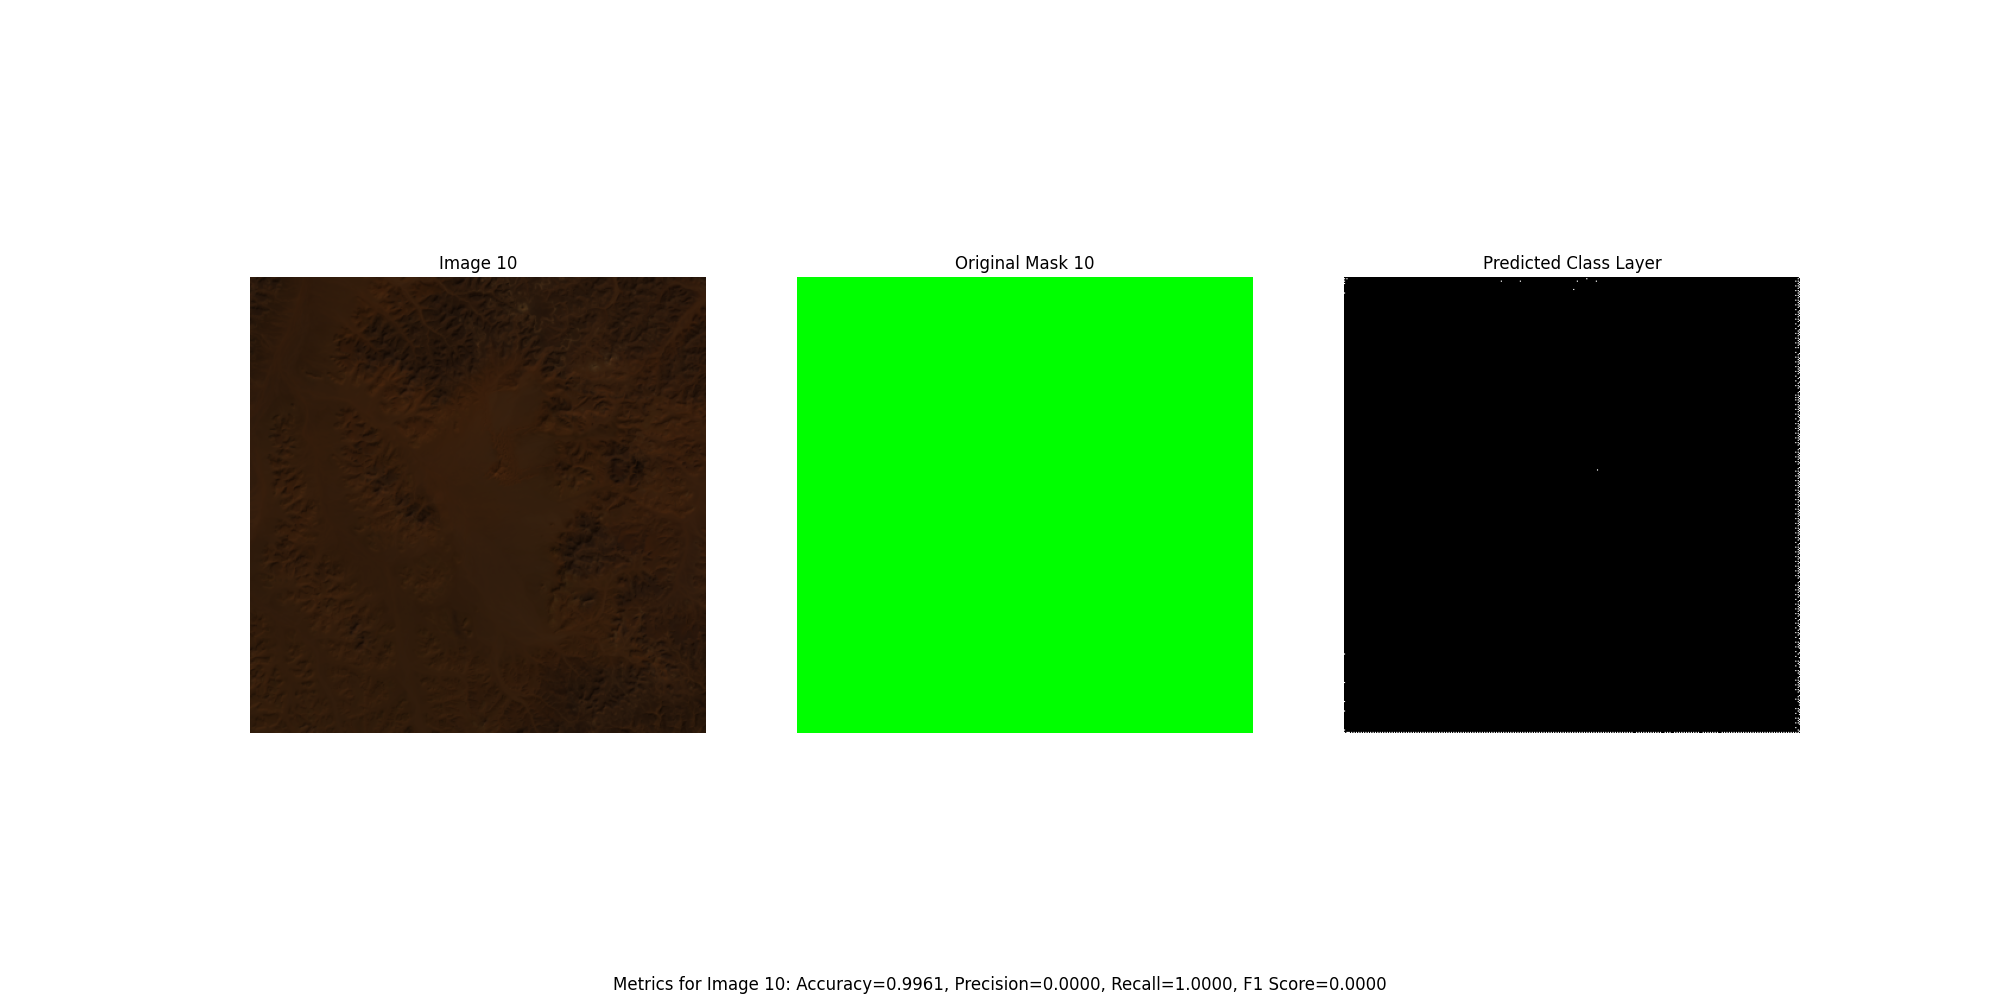 Image 10
Original Mask 10
Predicted Class Layer
Metrics for Image 10: Accuracy=0.9961, Precision=0.0000, Recall=1.0000, F1 Score=0.0000